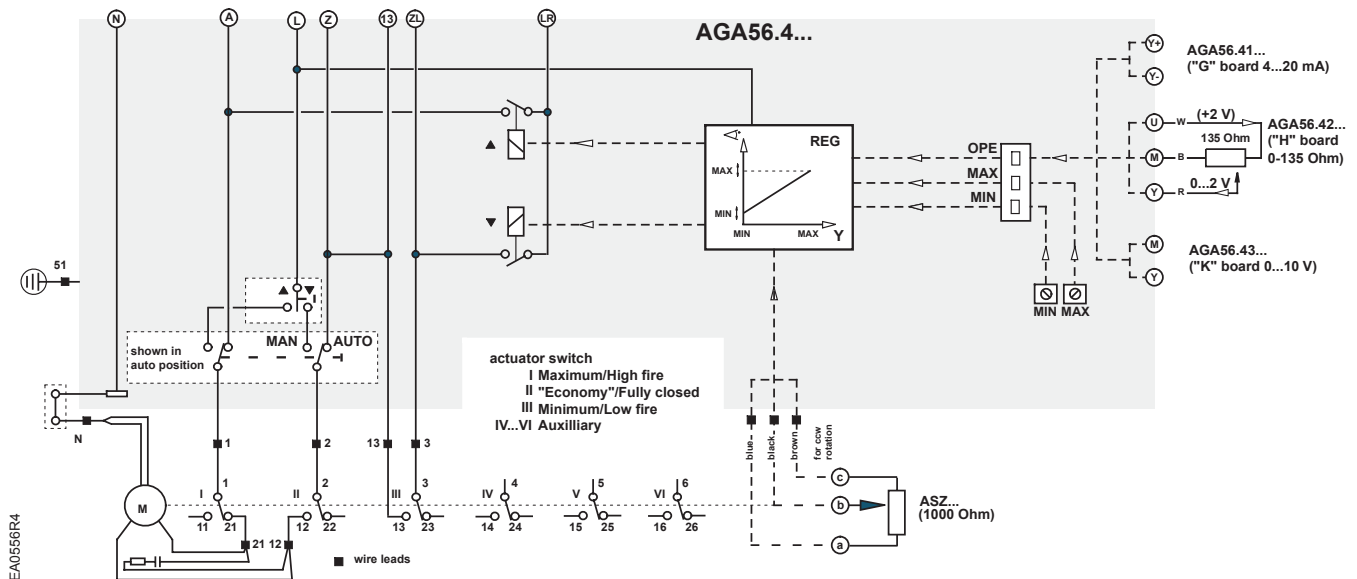 N A L Z 13 ZL LR
AGA56.4...
Y+
Y-
AGA56.41...
("G" board 4...20 mA)
REG
MAX
MIN
MIN MAX Y
OPE
MAX
MIN
U W (+2 V)
135 Ohm
M B
Y R 0...2 V
AGA56.42...
("H" board
0-135 Ohm)
M
Y
AGA56.43...
("K" board 0...10 V)
MIN MAX
51
shown in
auto position
MAN AUTO
actuator switch
I Maximum/High fire
II "Economy"/Fully closed
III Minimum/Low fire
IV...VI Auxilliary
N
1 2 13 3
blue
black
brown
for ccw
rotation
c
b
a
ASZ...
(1000 Ohm)
M
I 1 II 2 III 3 IV 4 V 5 VI 6
11 21 12 22 13 23 14 24 15 25 16 26
21 12
wire leads
EA0556R4